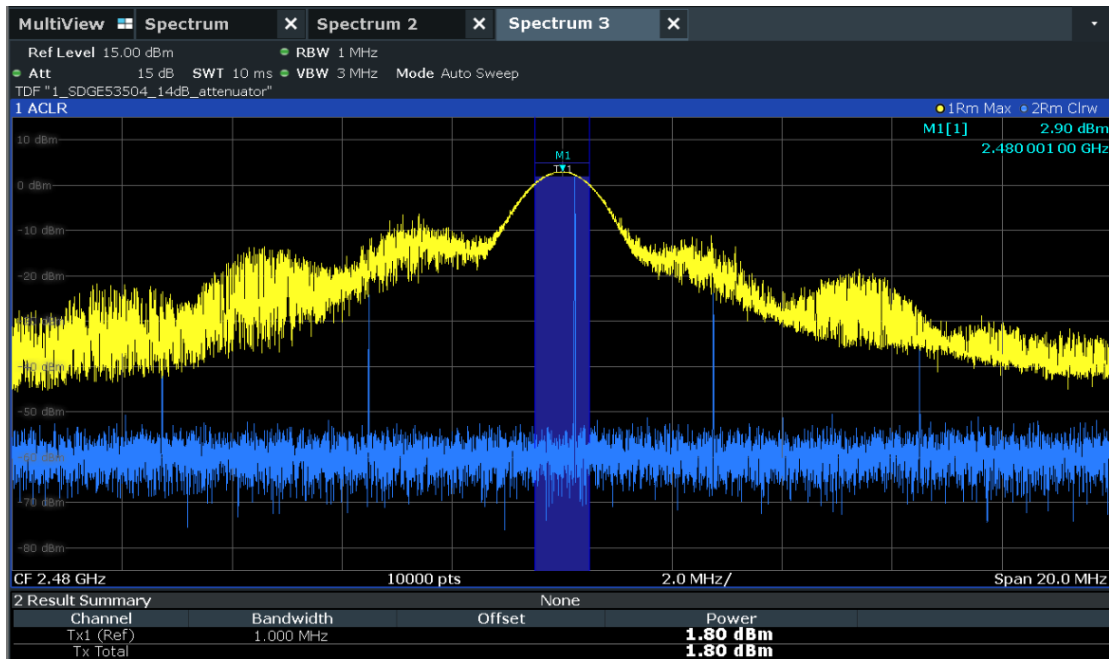 MultiView Spectrum X Spectrum 2 X Spectrum 3 X
Ref Level 15.00 dBm RBW 1 MHz
Att 15 dB SWT 10 ms VBW 3 MHz Mode Auto Sweep
TDF "1_SDGE53504_14dB_attenuator"
1 ACLR 1Rm Max 2Rm Clrw
M1[1] 2.90 dBm
2.480 001 00 GHz
10 dBm
M1
0 dBm
-10 dBm
-20 dBm
-50 dBm
-70 dBm
-80 dBm
CF 2.48 GHz 10000 pts 2.0 MHz/ Span 20.0 MHz
2 Result Summary None
Channel Bandwidth Offset Power
Tx1 (Ref) 1.000 MHz 1.80 dBm
Tx Total 1.80 dBm